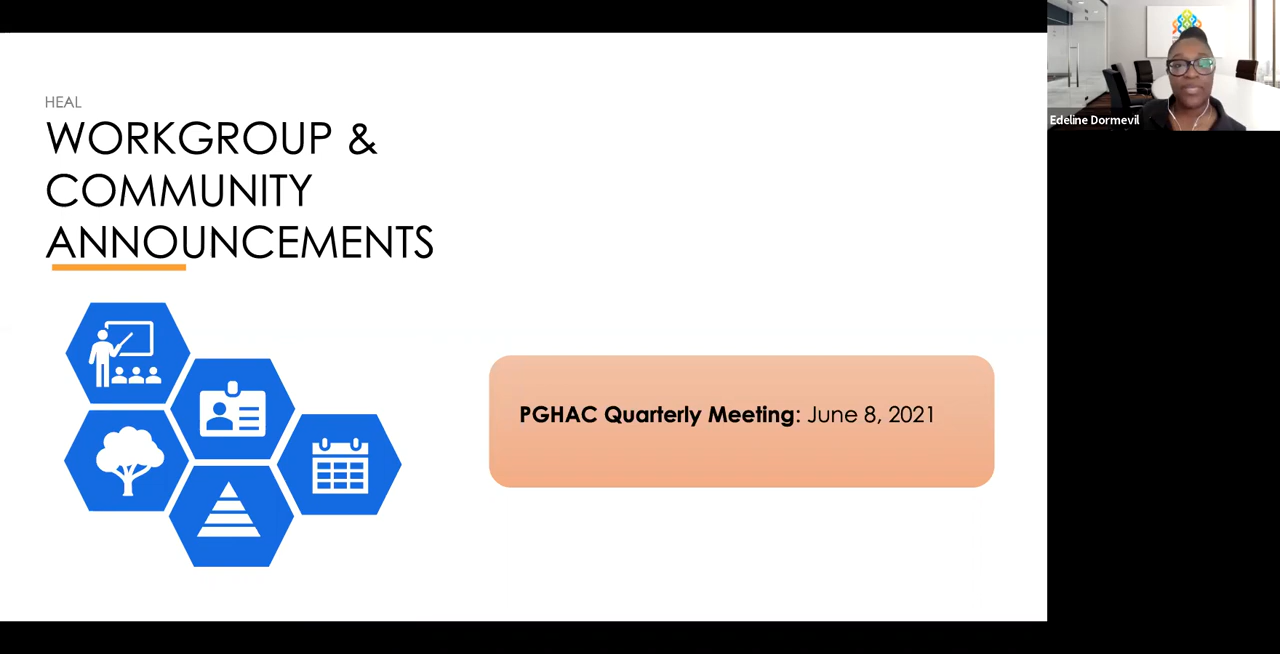 HEAL
WORKGROUP &
COMMUNITY
ANNOUNCEMENTS
PGHAC Quarterly Meeting: June 8, 2021
Edeline Dormevil